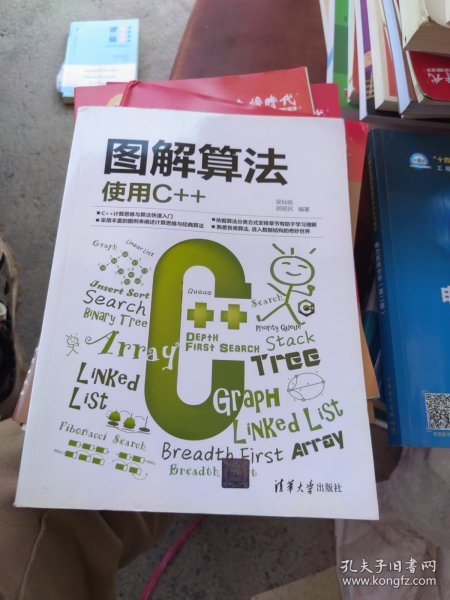 图解算法
使用C++
吴灿铭
胡昭民 编著
■ C++计算思维与算法快速入门
■ 采用丰富的图例来阐述计算思维与经典算法
■ 依据算法分类方式安排章节有助于学习理解
■ 熟悉各类算法，进入数据结构的奇妙世界
Graph
Linear List
Insert Sort
Queue
Search
Search
Binary Tree
C++
Priority Queue
Stack
Array
Depth
First Search
Tree
Linked
List
Graph
Linked List
Fibonacci Search
Breadth First
Array
Breadth First
清华大学出版社
孔夫子旧书网
www.kongfz.com